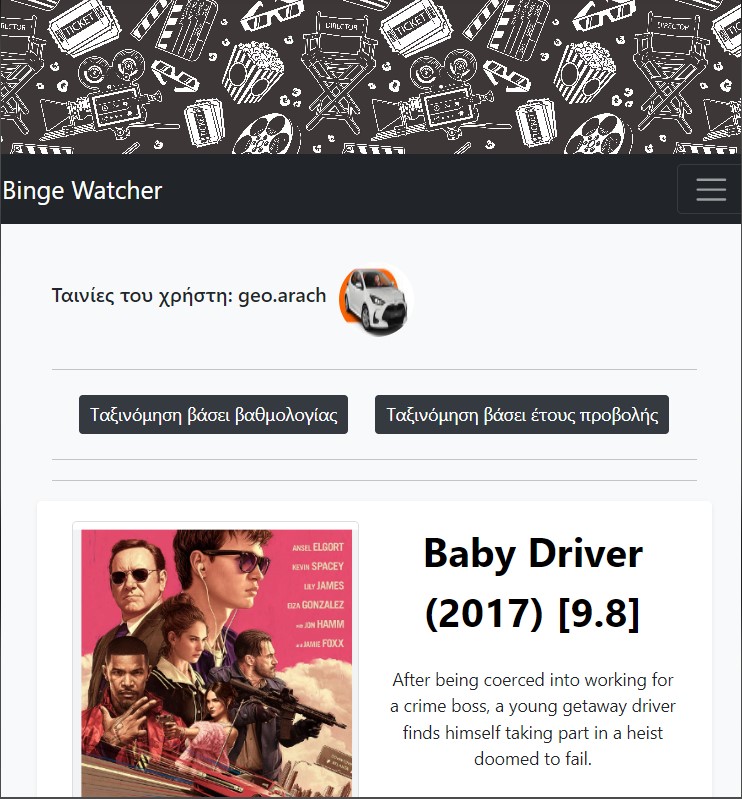 TICKET
DIRECTOR
TICKET
DIRECTOR
Binge Watcher
Ταινίες του χρήστη: geo.arach
Ταξινόμηση βάσει βαθμολογίας
Ταξινόμηση βάσει έτους προβολής
ANSEL ELGORT
KEVIN SPACEY
LILY JAMES
EIZA GONZALEZ
WITH JON HAMM
AND JAMIE FOXX
Baby Driver
(2017) [9.8]
After being coerced into working for
a crime boss, a young getaway driver
finds himself taking part in a heist
doomed to fail.